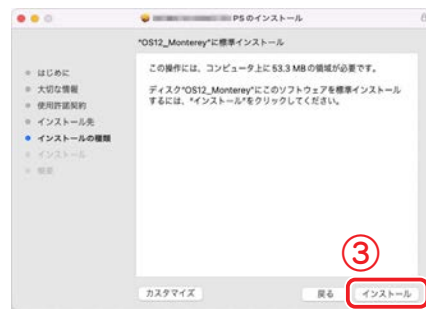 PSのインストール
"OS12_Monterey"に標準インストール
はじめに
大切な情報
使用許諾契約
インストール先
インストールの種類
インストール
概要
この操作には、コンピュータ上に 53.3 MB の領域が必要です。
ディスク"OS12_Monterey"にこのソフトウェアを標準インストール
するには、"インストール"をクリックしてください。
③
カスタマイズ
戻る
インストール